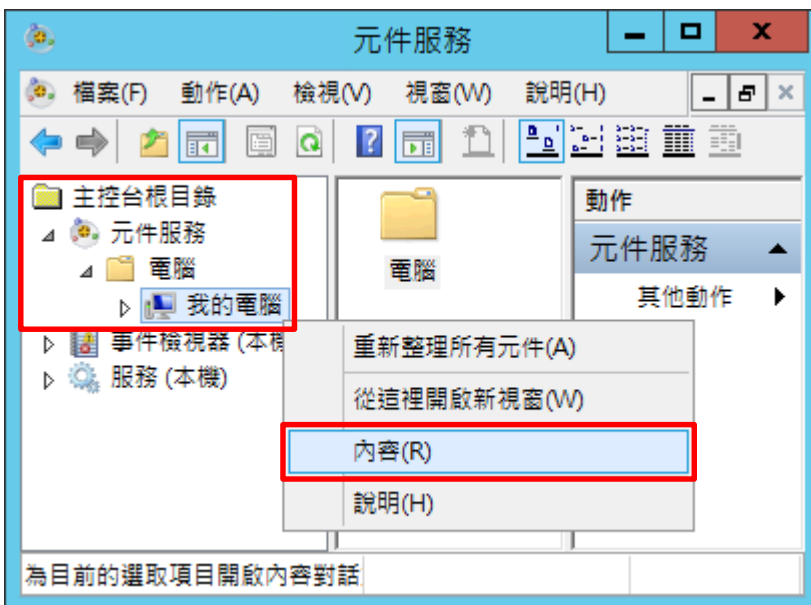 元件服務
檔案(F) 動作(A) 檢視(V) 視窗(W) 說明(H)
主控台根目錄
元件服務
電腦
我的電腦
事件檢視器 (本機
服務 (本機)
電腦
動作
元件服務
其他動作
重新整理所有元件(A)
從這裡開啟新視窗(W)
內容(R)
說明(H)
為目前的選取項目開啟內容對話